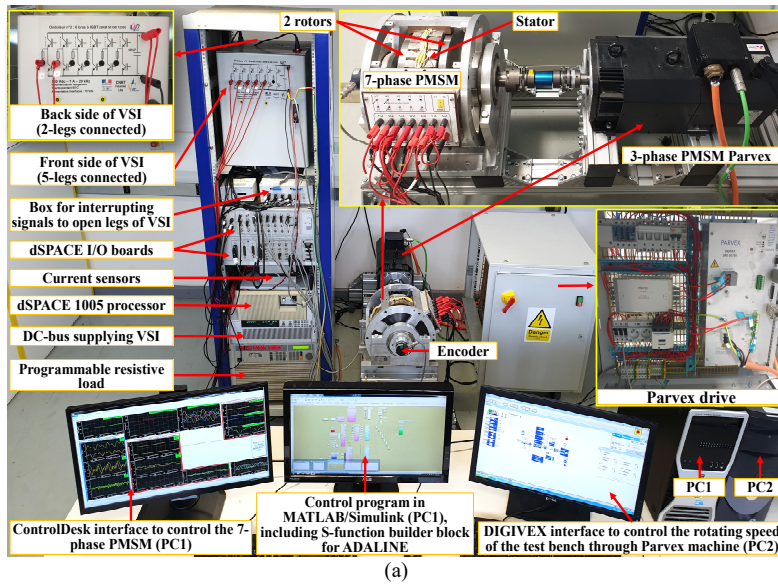 2 rotors
Stator
7-phase PMSM
Back side of VSI
(2-legs connected)
3-phase PMSM Parvex
Front side of VSI
(5-legs connected)
Box for interrupting
signals to open legs of VSI
PARVEX
dSPACE I/O boards
Current sensors
dSPACE 1005 processor
DC-bus supplying VSI
Encoder
Danger
Programmable resistive
load
Parvex drive
PC1
PC2
ControlDesk interface to control the 7-
phase PMSM (PC1)
Control program in
MATLAB/Simulink (PC1),
including S-function builder block
for ADALINE
DIGIVEX interface to control the rotating speed
of the test bench through Parvex machine (PC2)
(a)